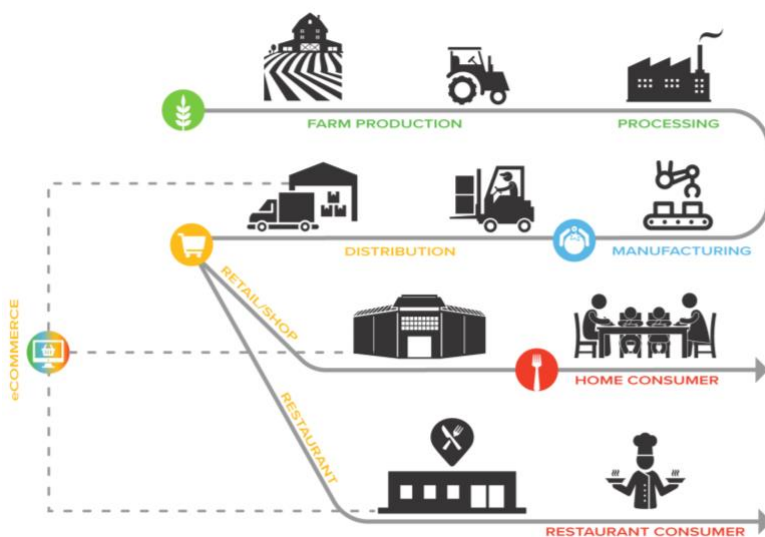 FARM PRODUCTION
PROCESSING
DISTRIBUTION
MANUFACTURING
eCOMMERCE
RETAIL/SHOP
HOME CONSUMER
RESTAURANT
RESTAURANT CONSUMER